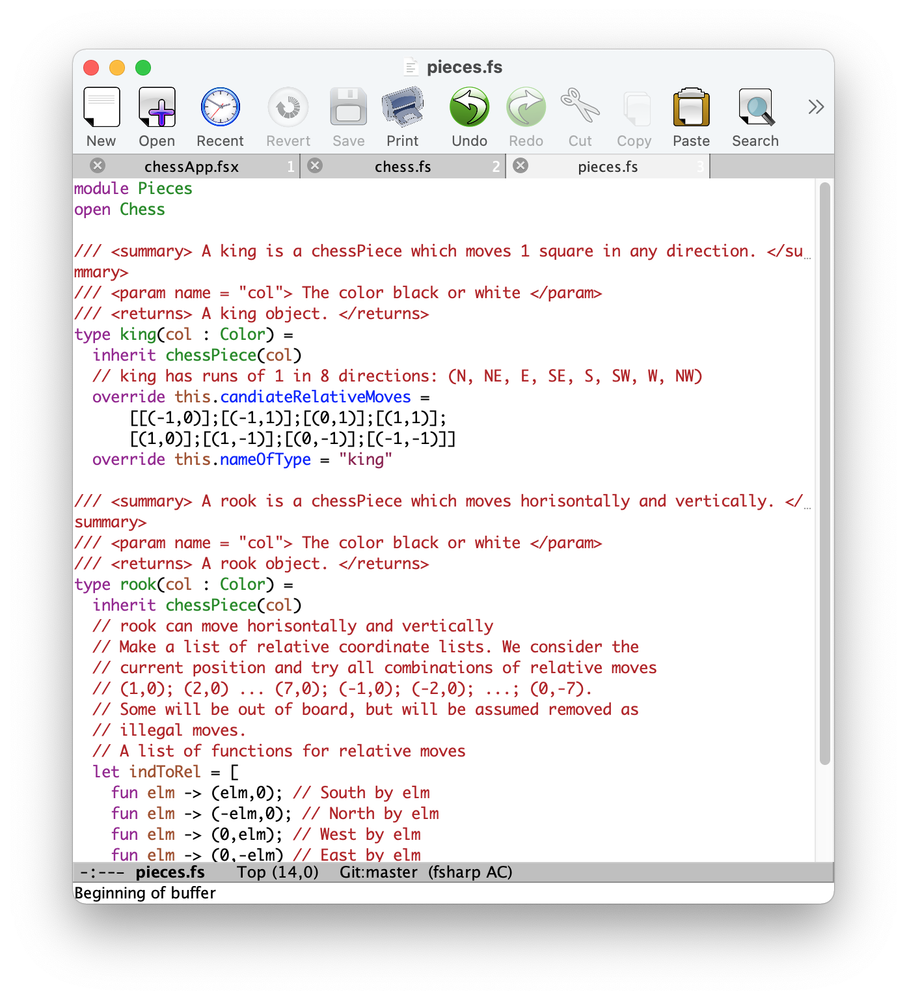 pieces.fs
New Open Recent Revert Save Print Undo Redo Cut Copy Paste Search
chessApp.fsx 1 chess.fs 2 pieces.fs 3
module Pieces
open Chess
/// <summary> A king is a chessPiece which moves 1 square in any direction. </su…
mmary>
/// <param name = "col"> The color black or white </param>
/// <returns> A king object. </returns>
type king(col : Color) =
  inherit chessPiece(col)
  // king has runs of 1 in 8 directions: (N, NE, E, SE, S, SW, W, NW)
  override this.candiateRelativeMoves =
      [[(-1,0)];[(-1,1)];[(0,1)];[(1,1)];
      [(1,0)];[(1,-1)];[(0,-1)];[(-1,-1)]]
  override this.nameOfType = "king"
/// <summary> A rook is a chessPiece which moves horisontally and vertically. </…
summary>
/// <param name = "col"> The color black or white </param>
/// <returns> A rook object. </returns>
type rook(col : Color) =
  inherit chessPiece(col)
  // rook can move horisontally and vertically
  // Make a list of relative coordinate lists. We consider the
  // current position and try all combinations of relative moves
  // (1,0); (2,0) ... (7,0); (-1,0); (-2,0); ...; (0,-7).
  // Some will be out of board, but will be assumed removed as
  // illegal moves.
  // A list of functions for relative moves
  let indToRel = [
    fun elm -> (elm,0); // South by elm
    fun elm -> (-elm,0); // North by elm
    fun elm -> (0,elm); // West by elm
    fun elm -> (0,-elm) // East by elm
-:--- pieces.fs Top (14,0) Git:master (fsharp AC)
Beginning of buffer